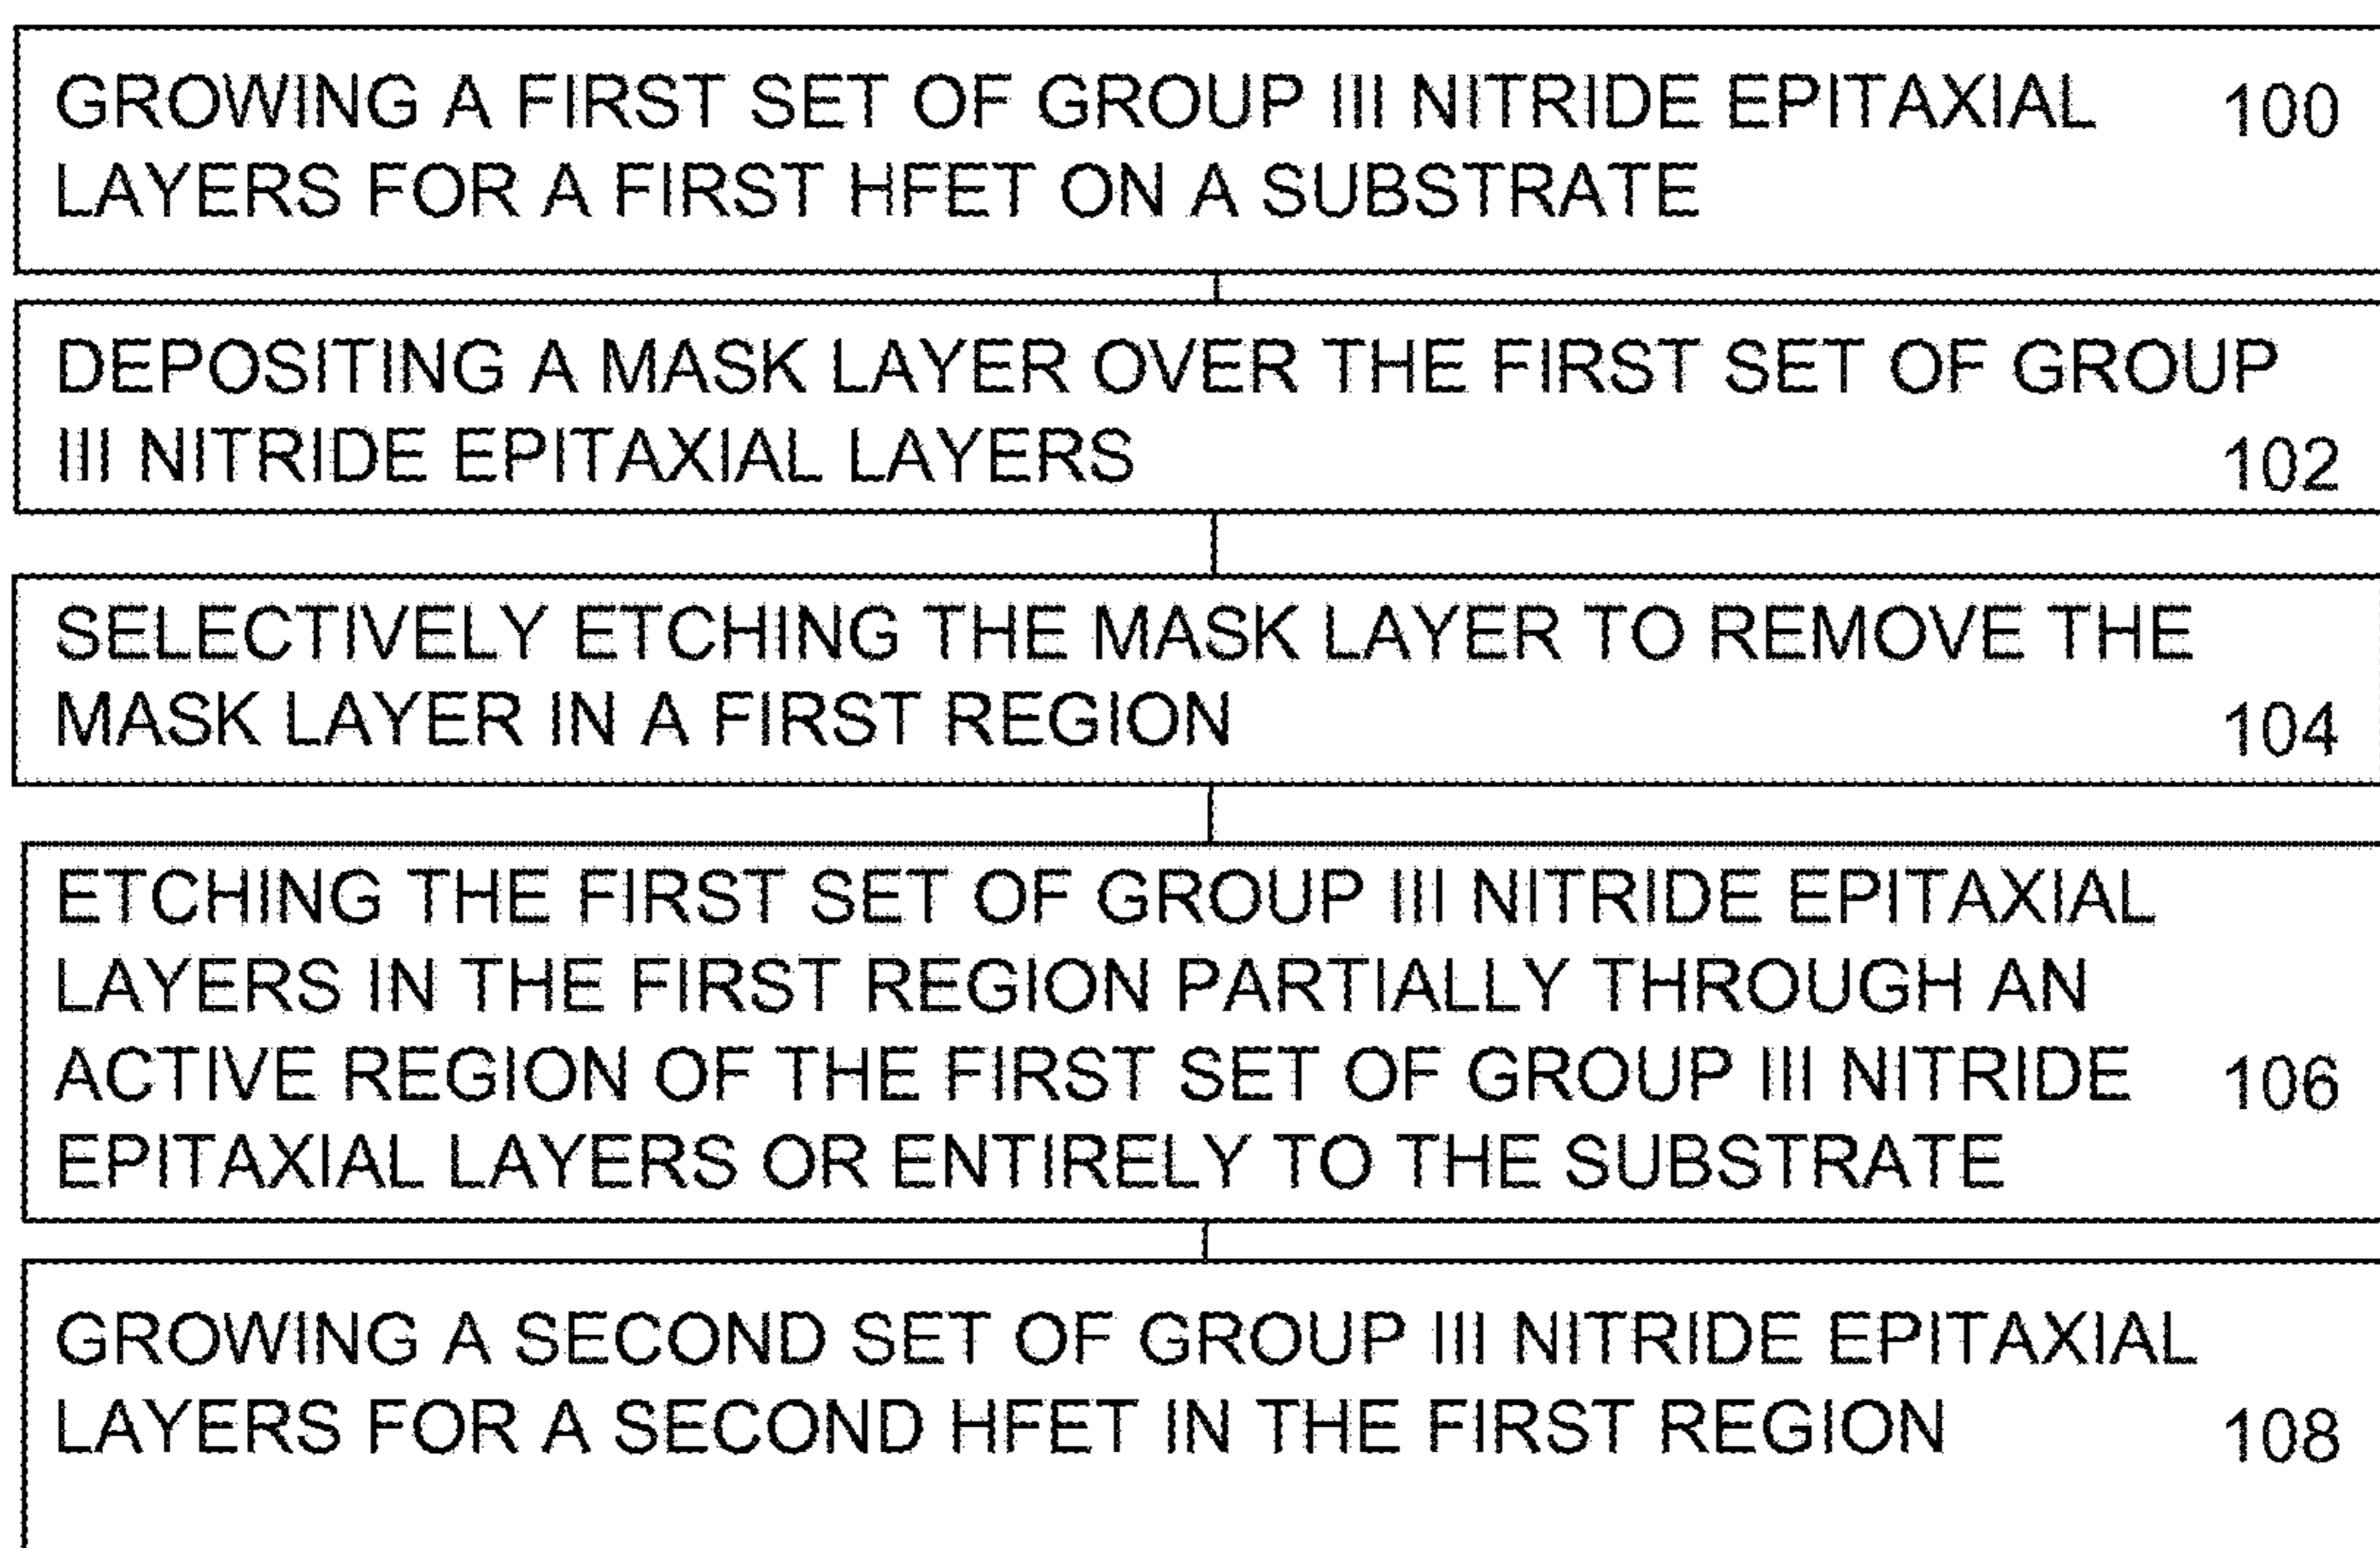 GROWING A FIRST SET OF GROUP III NITRIDE EPITAXIAL 100
LAYERS FOR A FIRST HFET ON A SUBSTRATE
DEPOSITING A MASK LAYER OVER THE FIRST SET OF GROUP
III NITRIDE EPITAXIAL LAYERS 102
SELECTIVELY ETCHING THE MASK LAYER TO REMOVE THE
MASK LAYER IN A FIRST REGION 104
ETCHING THE FIRST SET OF GROUP III NITRIDE EPITAXIAL
LAYERS IN THE FIRST REGION PARTIALLY THROUGH AN
ACTIVE REGION OF THE FIRST SET OF GROUP III NITRIDE 106
EPITAXIAL LAYERS OR ENTIRELY TO THE SUBSTRATE
GROWING A SECOND SET OF GROUP III NITRIDE EPITAXIAL
LAYERS FOR A SECOND HFET IN THE FIRST REGION 108